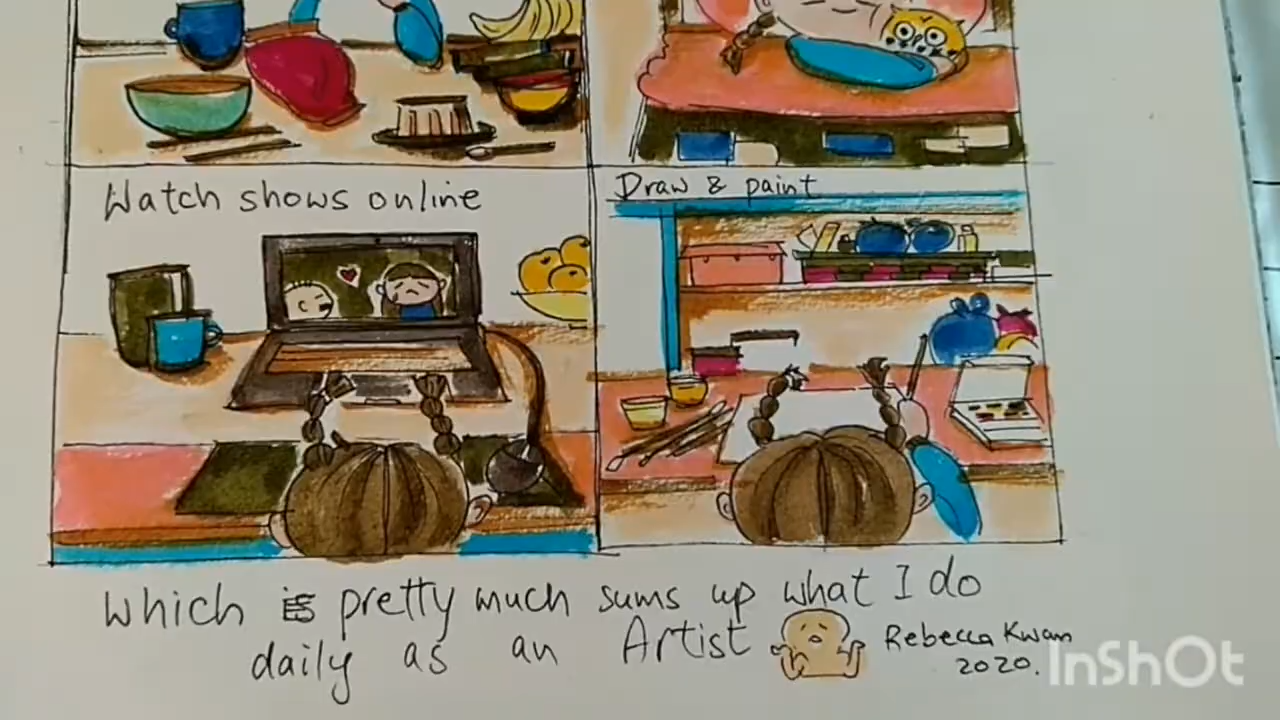 Watch shows online
Draw & paint
which is pretty much sums up what I do
daily as an Artist
Rebecca Kwan
2020.
InShOt